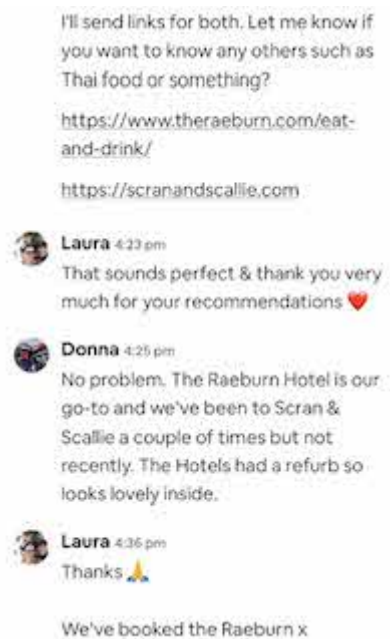 I'll send links for both. Let me know if
you want to know any others such as
Thai food or something?
https://www.theraeburn.com/eat-
and-drink/
https://scranandscallie.com
Laura 4:23 pm
That sounds perfect & thank you very
much for your recommendations ❤️
Donna 4:25 pm
No problem. The Raeburn Hotel is our
go-to and we've been to Scran &
Scallie a couple of times but not
recently. The Hotels had a refurb so
looks lovely inside.
Laura 4:36 pm
Thanks 🙏
We've booked the Raeburn x